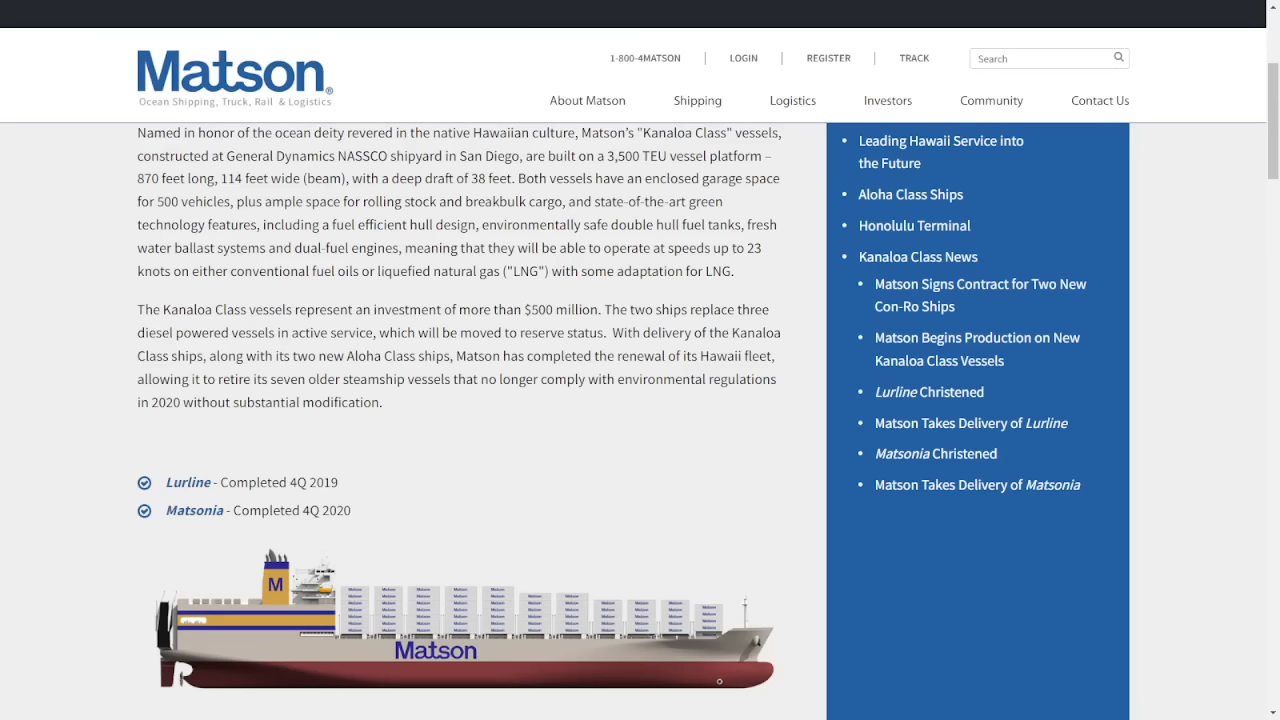 Matson®
Ocean Shipping, Truck, Rail & Logistics
1-800-4MATSON
LOGIN
REGISTER
TRACK
Search
About Matson
Shipping
Logistics
Investors
Community
Contact Us
Named in honor of the ocean deity revered in the native Hawaiian culture, Matson's "Kanaloa Class" vessels,
constructed at General Dynamics NASSCO shipyard in San Diego, are built on a 3,500 TEU vessel platform –
870 feet long, 114 feet wide (beam), with a deep draft of 38 feet. Both vessels have an enclosed garage space
for 500 vehicles, plus ample space for rolling stock and breakbulk cargo, and state-of-the-art green
technology features, including a fuel efficient hull design, environmentally safe double hull fuel tanks, fresh
water ballast systems and dual-fuel engines, meaning that they will be able to operate at speeds up to 23
knots on either conventional fuel oils or liquefied natural gas ("LNG") with some adaptation for LNG.
The Kanaloa Class vessels represent an investment of more than $500 million. The two ships replace three
diesel powered vessels in active service, which will be moved to reserve status. With delivery of the Kanaloa
Class ships, along with its two new Aloha Class ships, Matson has completed the renewal of its Hawaii fleet,
allowing it to retire its seven older steamship vessels that no longer comply with environmental regulations
in 2020 without substantial modification.
Lurline - Completed 4Q 2019
Matsonia - Completed 4Q 2020
M
Matson
Leading Hawaii Service into
the Future
Aloha Class Ships
Honolulu Terminal
Kanaloa Class News
Matson Signs Contract for Two New
Con-Ro Ships
Matson Begins Production on New
Kanaloa Class Vessels
Lurline Christened
Matson Takes Delivery of Lurline
Matsonia Christened
Matson Takes Delivery of Matsonia